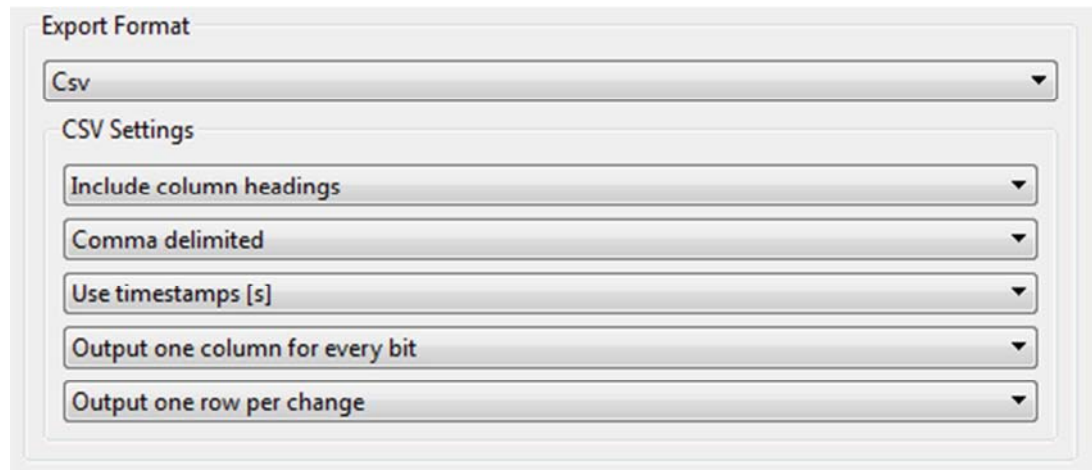 Export Format
Csv
CSV Settings
Include column headings
Comma delimited
Use timestamps [s]
Output one column for every bit
Output one row per change